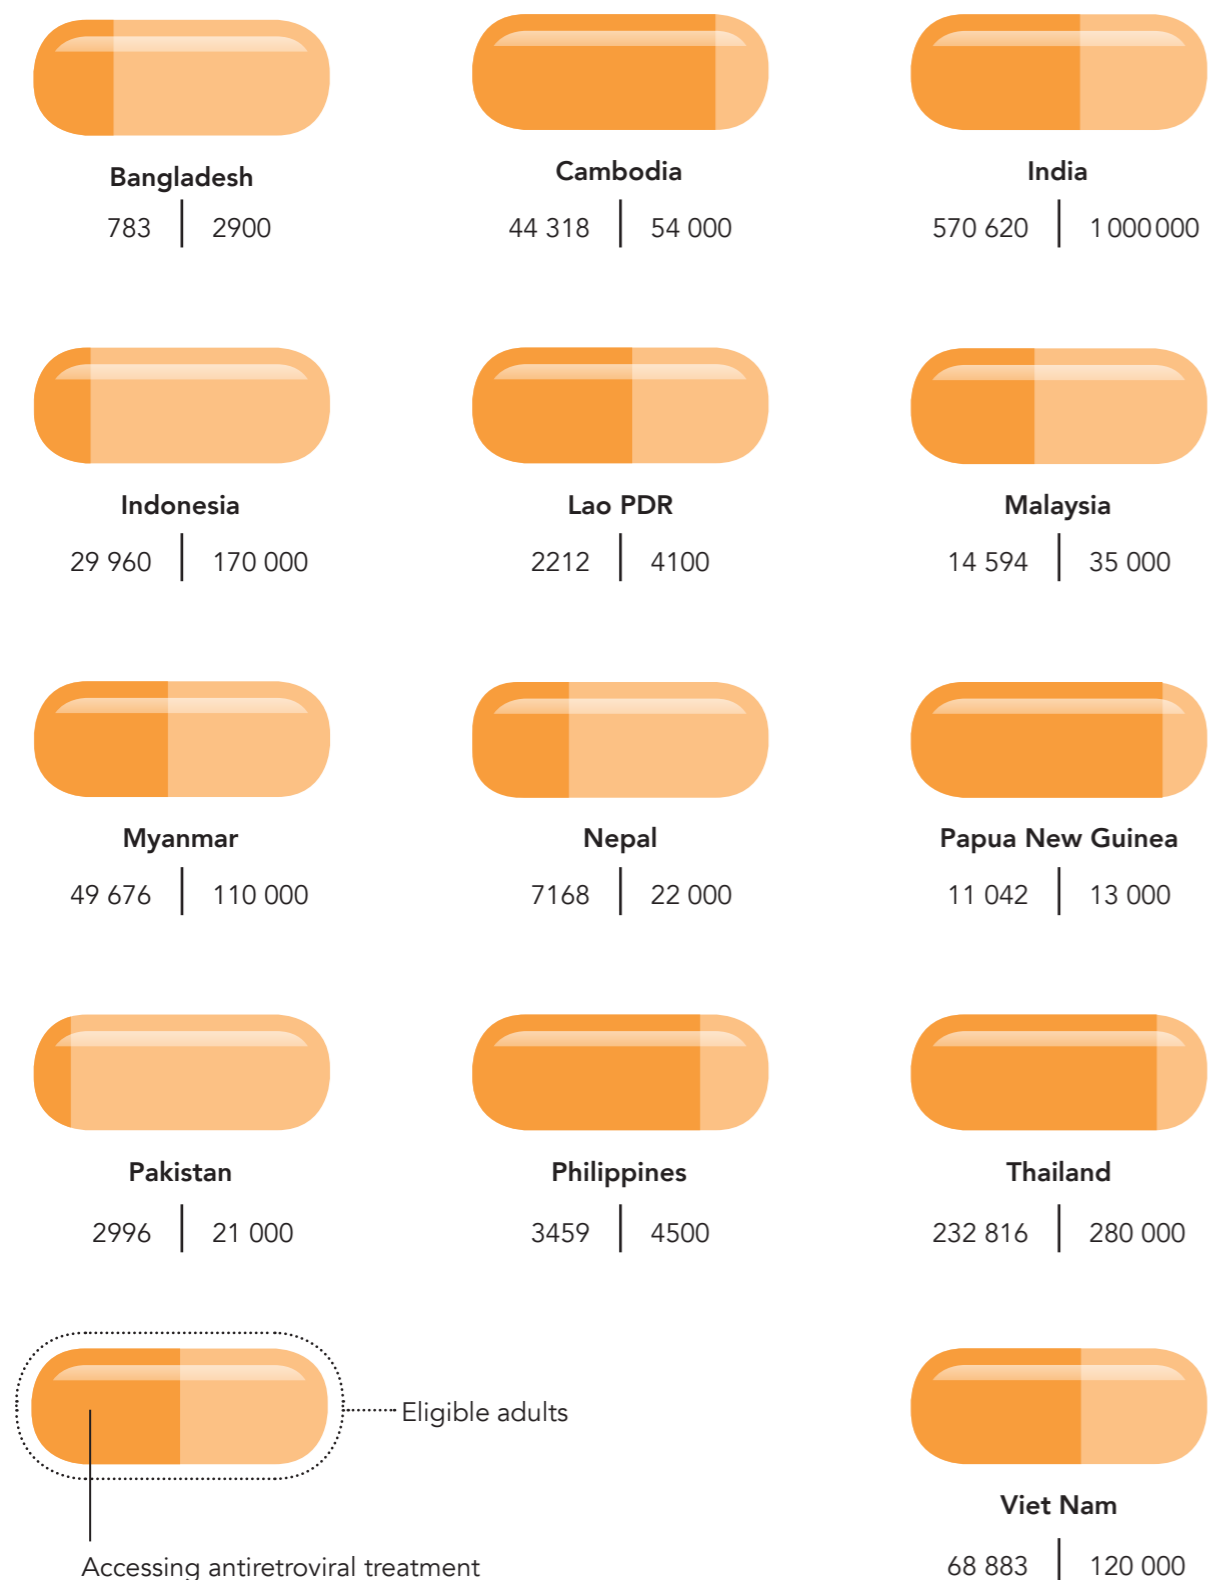 Bangladesh
783 | 2900
Cambodia
44 318 | 54 000
India
570 620 | 1 000 000
Indonesia
29 960 | 170 000
Lao PDR
2212 | 4100
Malaysia
14 594 | 35 000
Myanmar
49 676 | 110 000
Nepal
7168 | 22 000
Papua New Guinea
11 042 | 13 000
Pakistan
2996 | 21 000
Philippines
3459 | 4500
Thailand
232 816 | 280 000
Eligible adults
Accessing antiretroviral treatment
Viet Nam
68 883 | 120 000